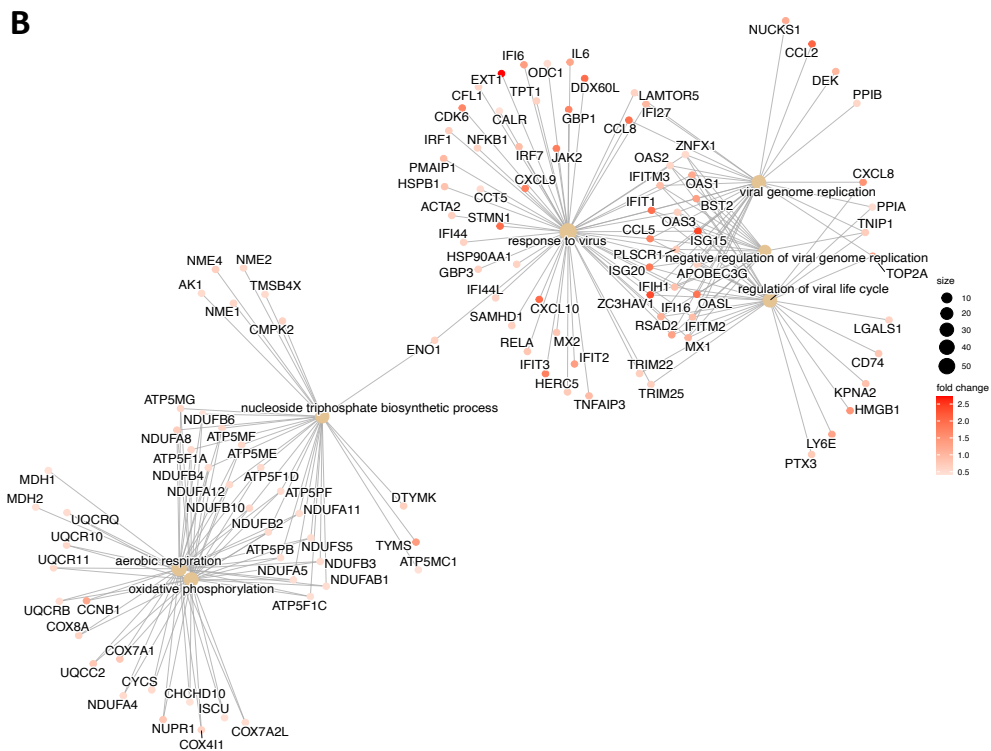 B
NUCKS1
CCL2
IFI6
IL6
ODC1
EXT1
DDX60L
DEK
CFL1
TPT1
LAMTOR5
PPIB
CDK6
CALR
GBP1
IFI27
CCL8
IRF1
NFKB1
ZNFX1
IRF7
JAK2
OAS2
PMAIP1
IFITM3
CXCL8
HSPB1
CXCL9
OAS1
CCT5
viral genome replication
ACTA2
IFIT1
BST2
PPIA
STMN1
OAS3
TNIP1
IFI44
response to virus
CCL5
ISG15
HSP90AA1
PLSCR1
negative regulation of viral genome replication
GBP3
ISG20
APOBEC3G
TOP2A
NME4
NME2
size
AK1
TMSB4X
IFI44L
IFIH1
regulation of viral life cycle
10
NME1
CXCL10
ZC3HAV1
IFI16
OASL
20
SAMHD1
RSAD2
IFITM2
LGALS1
30
CMPK2
RELA
MX2
MX1
40
ENO1
IFIT2
50
IFIT3
TRIM22
CD74
HERC5
TRIM25
KPNA2
fold change
TNFAIP3
HMGB1
2.5
2.0
1.5
1.0
0.5
LY6E
PTX3
ATP5MG
nucleoside triphosphate biosynthetic process
NDUFB6
NDUFA8
ATP5MF
ATP5F1A
ATP5ME
NDUFB4
ATP5F1D
MDH1
NDUFA12
ATP5PF
MDH2
NDUFB10
NDUFA11
DTYMK
UQCRQ
NDUFB2
UQCR10
ATP5PB
NDUFS5
TYMS
UQCR11
aerobic respiration
NDUFB3
ATP5MC1
NDUFA5
NDUFAB1
oxidative phosphorylation
UQCRB
CCNB1
ATP5F1C
COX8A
COX7A1
UQCC2
CYCS
NDUFA4
CHCHD10
ISCU
NUPR1
COX7A2L
COX4I1